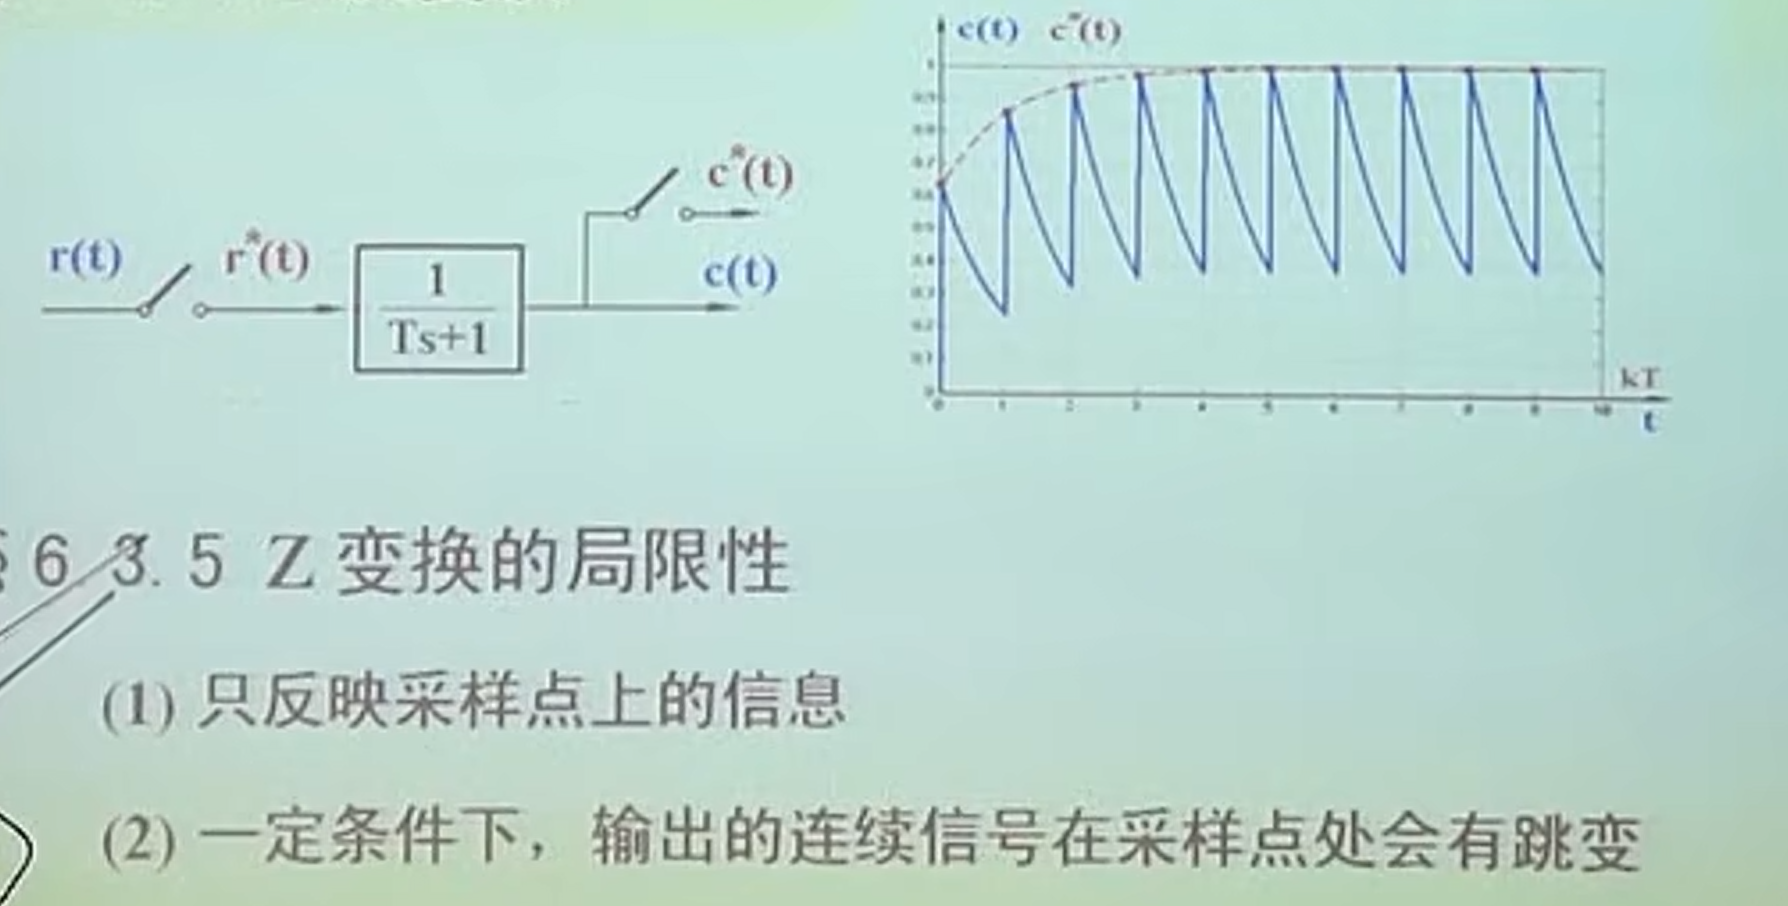 c(t) c*(t)
1
0.9
0.8
0.7
0.6
0.5
0.4
0.3
0.2
0.1
0
0 1 2 3 4 5 6 7 8 9 10
kT
t
c*(t)
r(t) r*(t) c(t)
1
Ts+1
§6.3.5 Z变换的局限性
(1) 只反映采样点上的信息
(2) 一定条件下，输出的连续信号在采样点处会有跳变